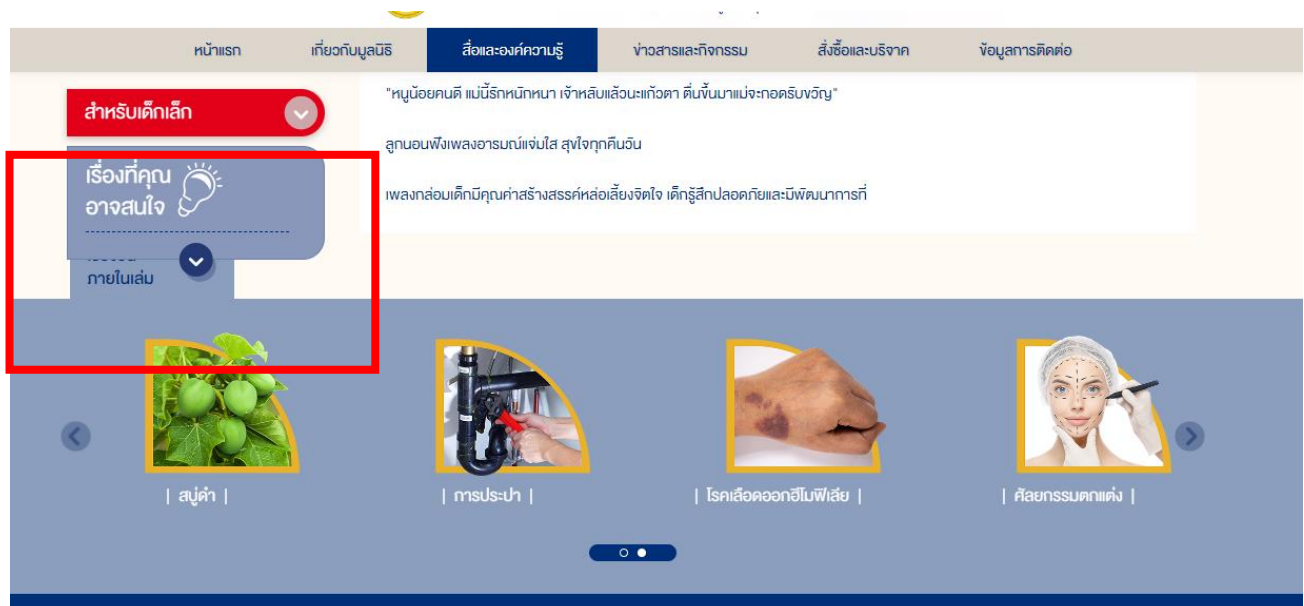 หน้าแรก เกี่ยวกับมูลนิธิ สื่อและองค์ความรู้ ข่าวสารและกิจกรรม สั่งซื้อและบริจาค ข้อมูลการติดต่อ
สำหรับเด็กเล็ก
"หนูน้อยคนดี แม่นี้รักหนักหนา เจ้าหลับแล้วนะแก้วตา ตื่นขึ้นมาแม่จะกอดรับขวัญ"
ลูกนอนฟังเพลงอารมณ์แจ่มใส สุขใจทุกคืนวัน
เพลงกล่อมเด็กมีคุณค่าสร้างสรรค์หล่อเลี้ยงจิตใจ เด็กรู้สึกปลอดภัยและมีพัฒนาการที่
เรื่องที่คุณ
อาจสนใจ
ภายในเล่ม
| สบู่ดำ | | การประปา | | โรคเลือดออกฮีโมฟิเลีย | | ศัลยกรรมตกแต่ง |